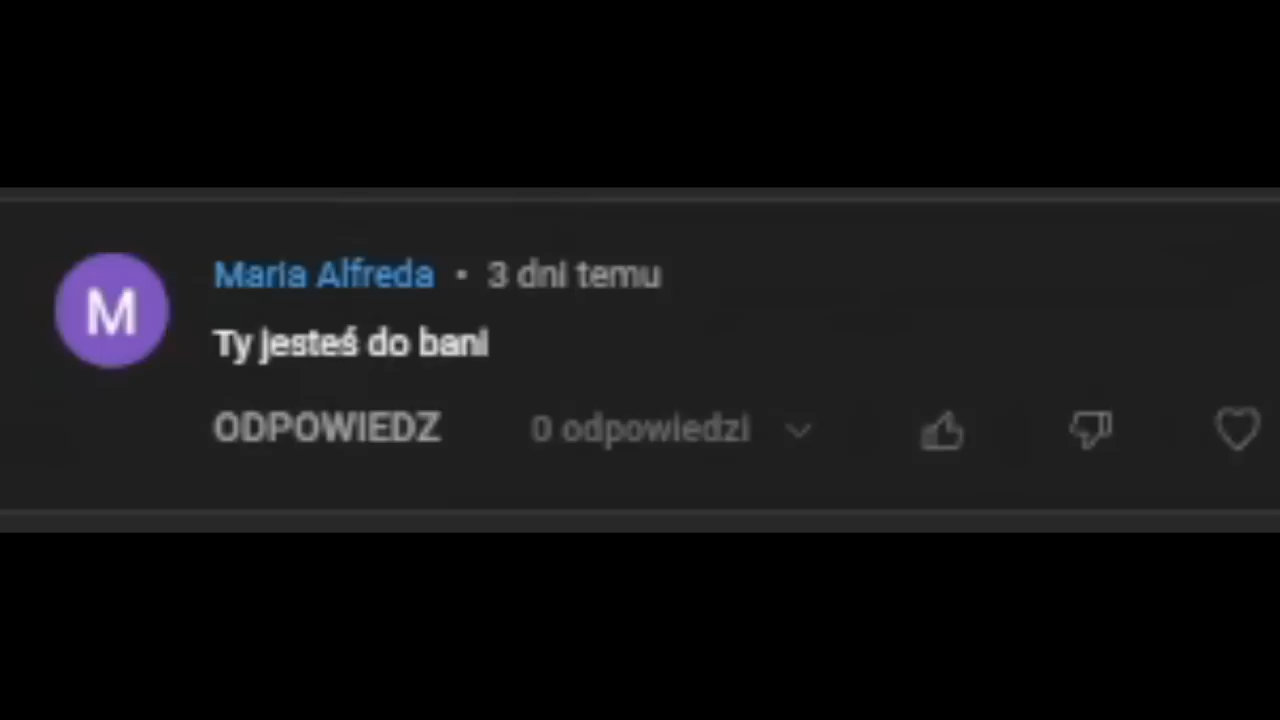 M
Maria Alfreda • 3 dni temu
Ty jesteś do bani
ODPOWIEDZ 0 odpowiedzi